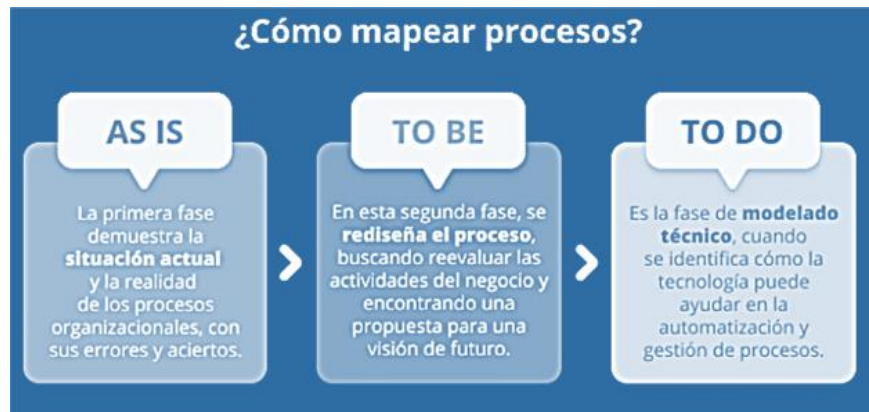 ¿Cómo mapear procesos?
AS IS
La primera fase
demuestra la
situación actual
y la realidad
de los procesos
organizacionales, con
sus errores y aciertos.
TO BE
En esta segunda fase, se
rediseña el proceso,
buscando reevaluar las
actividades del negocio y
encontrando una
propuesta para una
visión de futuro.
TO DO
Es la fase de modelado
técnico, cuando
se identifica cómo la
tecnología puede
ayudar en la
automatización y
gestión de procesos.